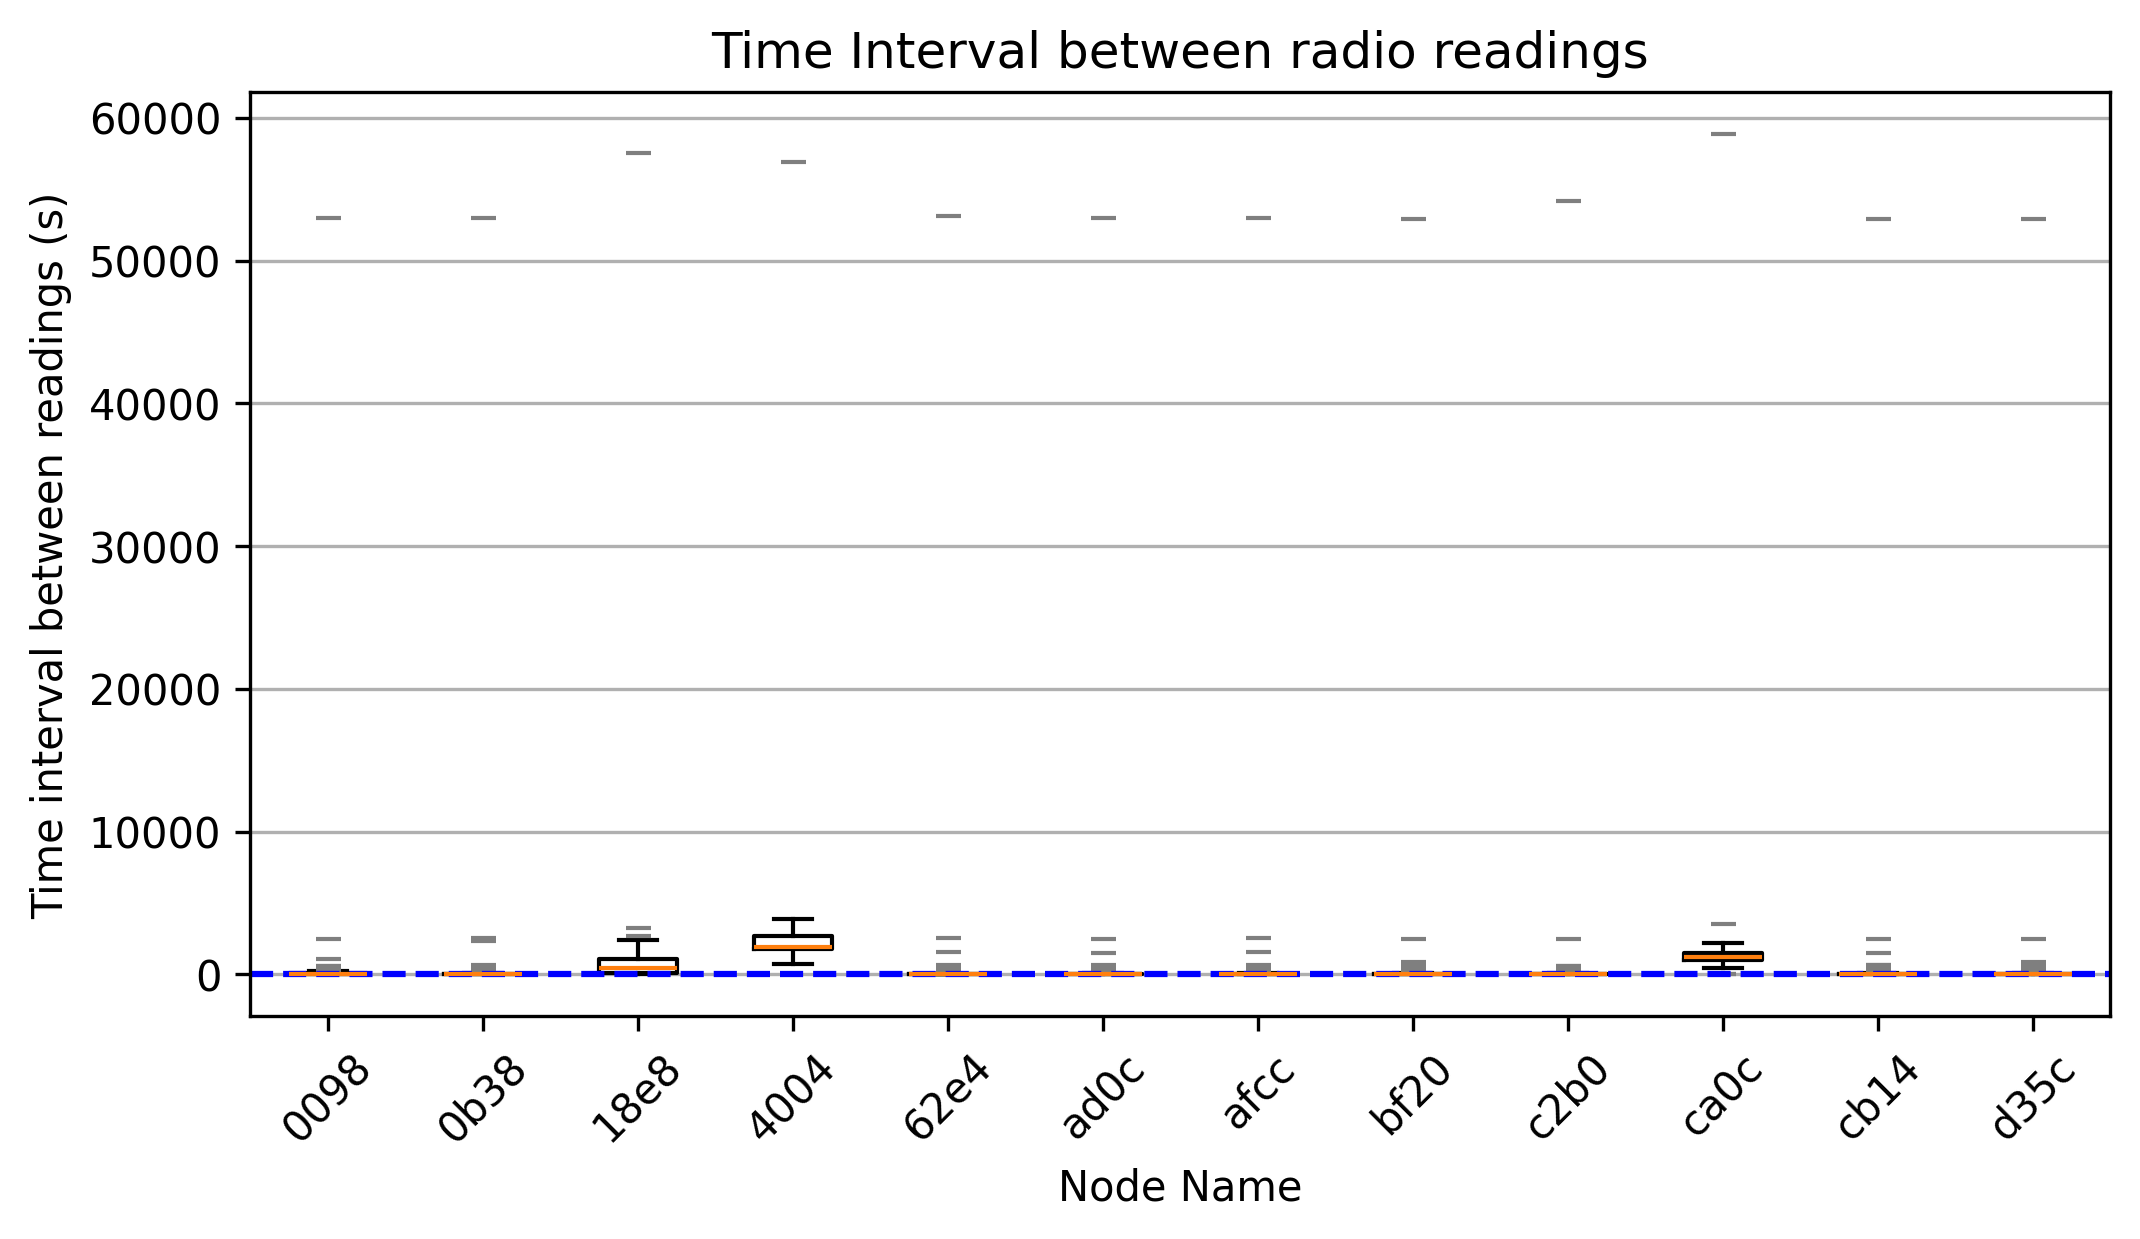 Time Interval between radio readings
Time interval between readings (s)
60000
50000
40000
30000
20000
10000
0
0098 0b38 18e8 4004 62e4 ad0c afcc bf20 c2b0 ca0c cb14 d35c
Node Name